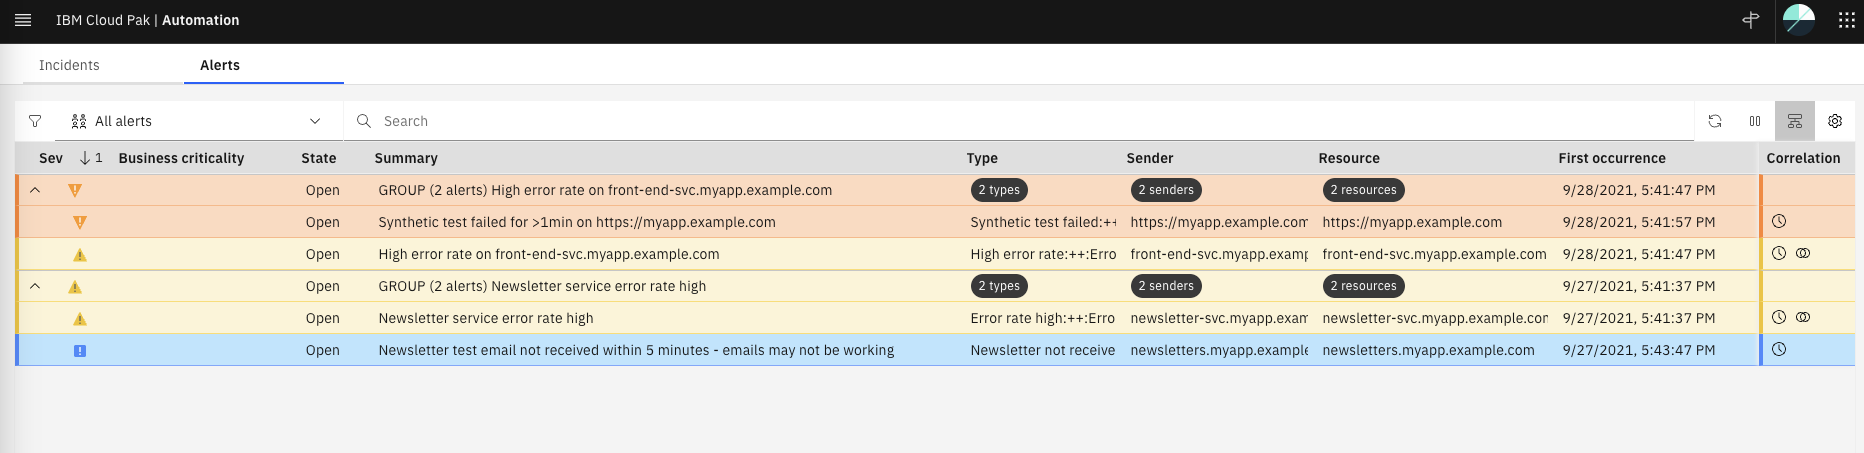 IBM Cloud Pak | Automation
Incidents Alerts
All alerts Search
Sev 1 Business criticality State Summary Type Sender Resource First occurrence Correlation
Open GROUP (2 alerts) High error rate on front-end-svc.myapp.example.com 2 types 2 senders 2 resources 9/28/2021, 5:41:47 PM
Open Synthetic test failed for >1min on https://myapp.example.com Synthetic test failed:++ https://myapp.example.com https://myapp.example.com 9/28/2021, 5:41:57 PM
Open High error rate on front-end-svc.myapp.example.com High error rate:++:Erro front-end-svc.myapp.examp front-end-svc.myapp.example.com 9/28/2021, 5:41:47 PM
Open GROUP (2 alerts) Newsletter service error rate high 2 types 2 senders 2 resources 9/27/2021, 5:41:37 PM
Open Newsletter service error rate high Error rate high:++:Erro newsletter-svc.myapp.exam newsletter-svc.myapp.example.cor 9/27/2021, 5:41:37 PM
Open Newsletter test email not received within 5 minutes - emails may not be working Newsletter not receive newsletters.myapp.example newsletters.myapp.example.com 9/27/2021, 5:43:47 PM